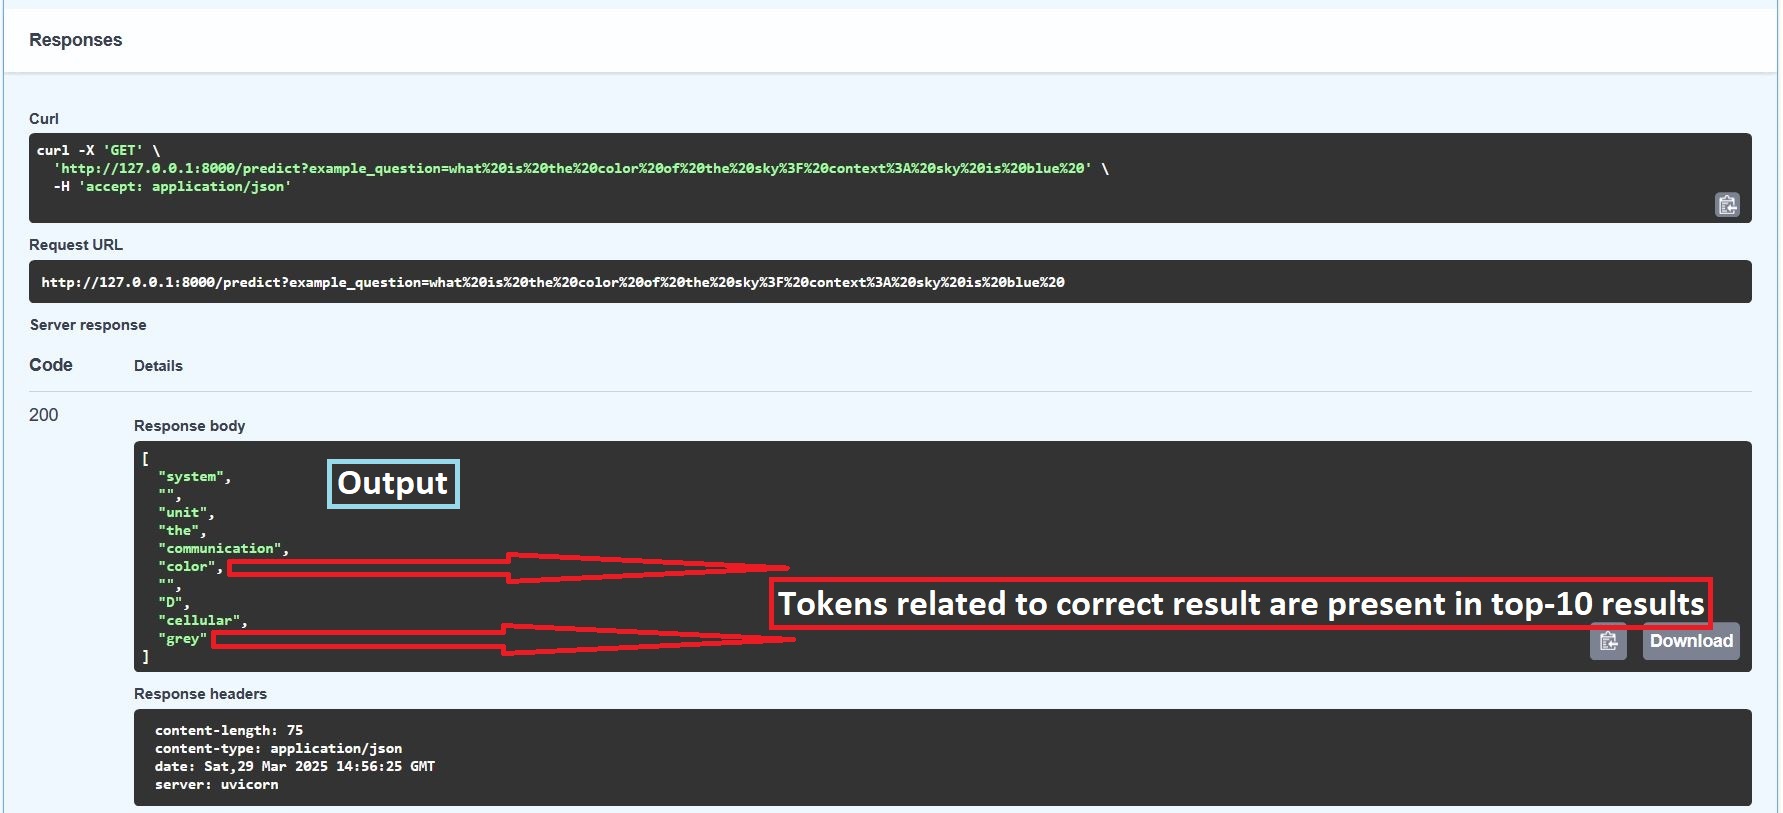 Responses
Curl
curl -X 'GET' \
'http://127.0.0.1:8000/predict?example_question=what%20is%20the%20color%20of%20the%20sky%3F%20context%3A%20sky%20is%20blue%20' \
-H 'accept: application/json'
Request URL
http://127.0.0.1:8000/predict?example_question=what%20is%20the%20color%20of%20the%20sky%3F%20context%3A%20sky%20is%20blue%20
Server response
Code Details
200
Response body
[
"system",
"",
Output
"unit",
"the",
"communication",
"color",
"",
"D",
Tokens related to correct result are present in top-10 results
"cellular",
"grey"
Download
]
Response headers
content-length: 75
content-type: application/json
date: Sat,29 Mar 2025 14:56:25 GMT
server: uvicorn